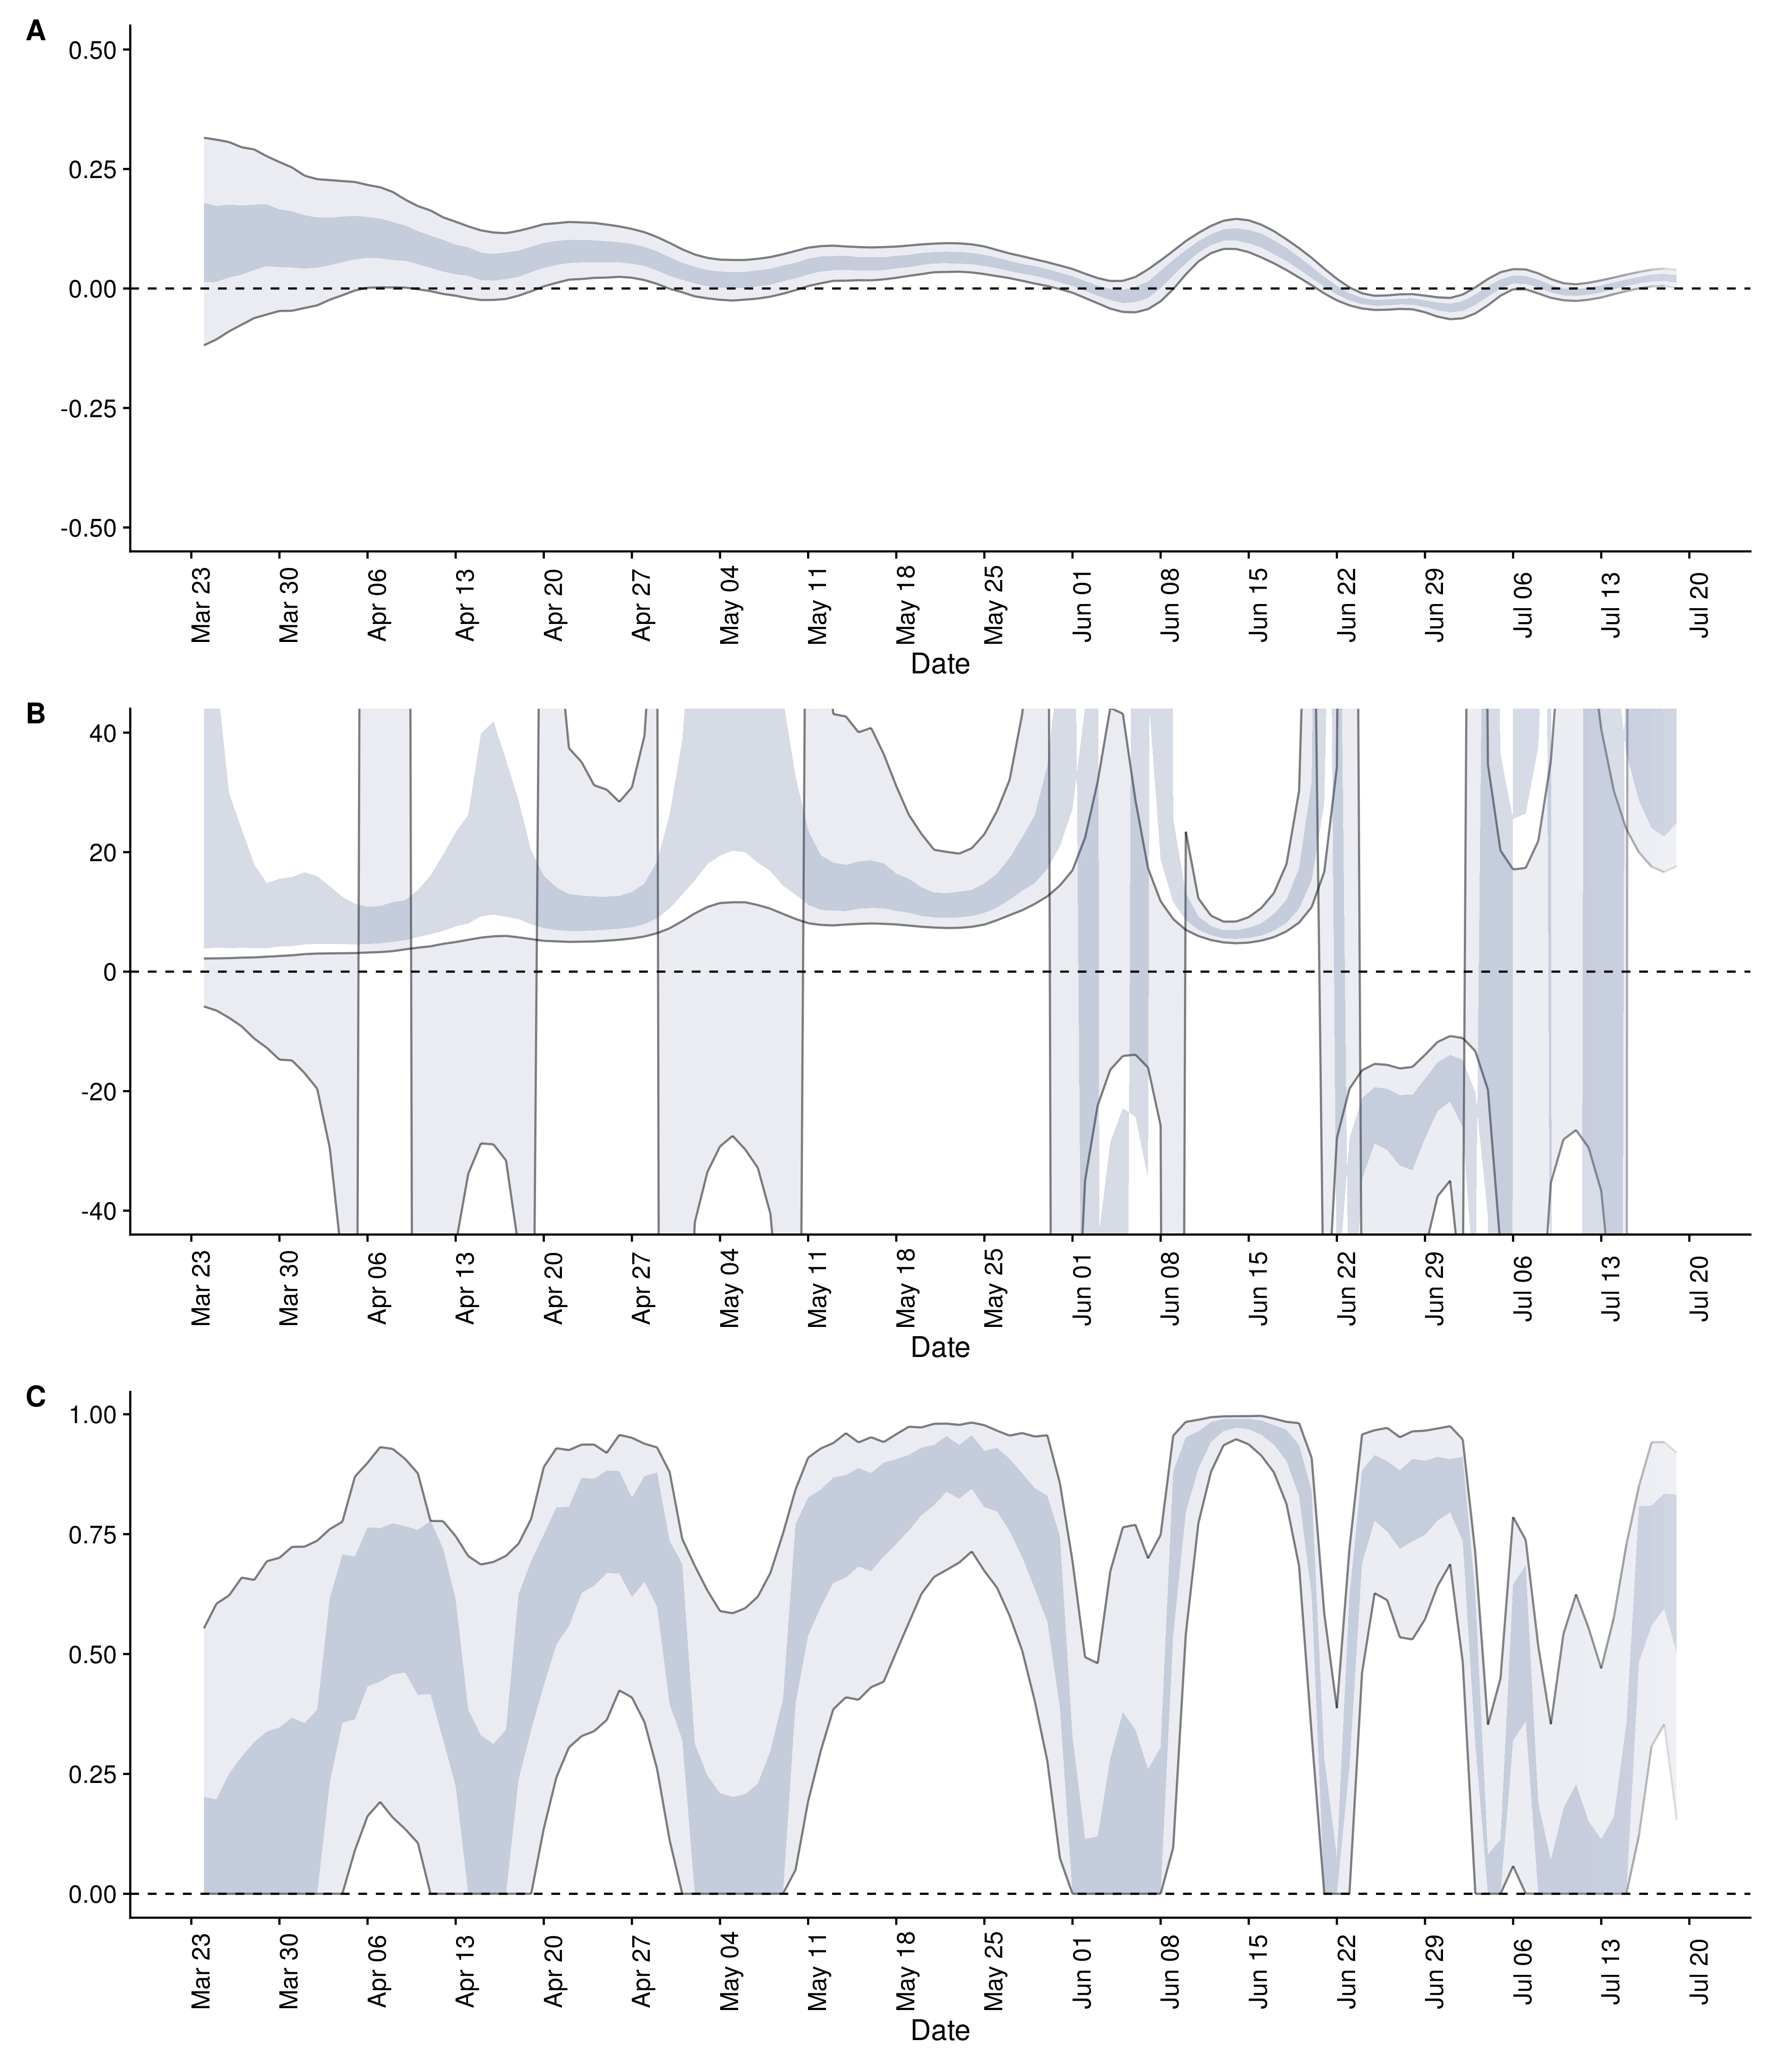 A
0.50
0.25
0.00
-0.25
-0.50
Mar 23
Mar 30
Apr 06
Apr 13
Apr 20
Apr 27
May 04
May 11
May 18
May 25
Jun 01
Jun 08
Jun 15
Jun 22
Jun 29
Jul 06
Jul 13
Jul 20
Date
B
40
20
0
-20
-40
Mar 23
Mar 30
Apr 06
Apr 13
Apr 20
Apr 27
May 04
May 11
May 18
May 25
Jun 01
Jun 08
Jun 15
Jun 22
Jun 29
Jul 06
Jul 13
Jul 20
Date
C
1.00
0.75
0.50
0.25
0.00
Mar 23
Mar 30
Apr 06
Apr 13
Apr 20
Apr 27
May 04
May 11
May 18
May 25
Jun 01
Jun 08
Jun 15
Jun 22
Jun 29
Jul 06
Jul 13
Jul 20
Date